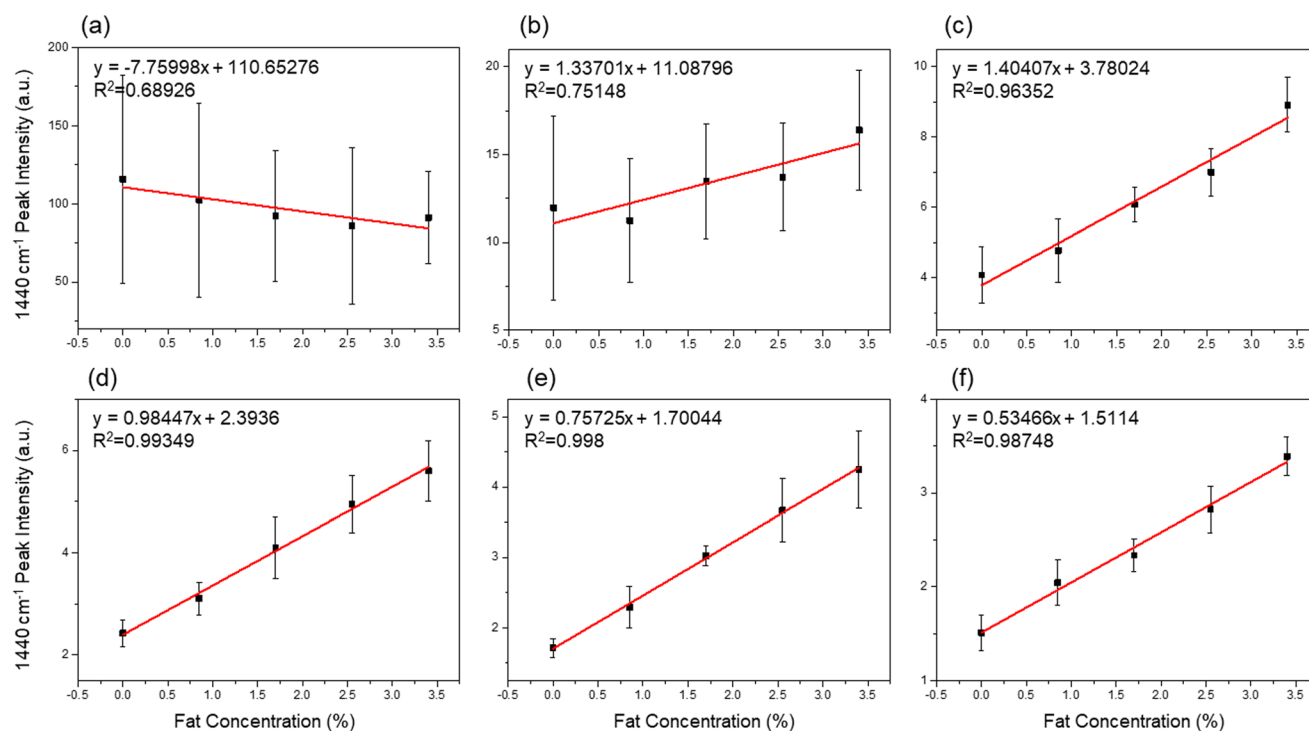 (a)
y = -7.75998x + 110.65276
R²=0.68926
200
150
100
50
-0.5 0.0 0.5 1.0 1.5 2.0 2.5 3.0 3.5
1440 cm⁻¹ Peak Intensity (a.u.)
(b)
y = 1.33701x + 11.08796
R²=0.75148
20
15
10
5
-0.5 0.0 0.5 1.0 1.5 2.0 2.5 3.0 3.5
(c)
y = 1.40407x + 3.78024
R²=0.96352
10
8
6
4
-0.5 0.0 0.5 1.0 1.5 2.0 2.5 3.0 3.5
(d)
y = 0.98447x + 2.3936
R²=0.99349
6
4
2
-0.5 0.0 0.5 1.0 1.5 2.0 2.5 3.0 3.5
1440 cm⁻¹ Peak Intensity (a.u.)
Fat Concentration (%)
(e)
y = 0.75725x + 1.70044
R²=0.998
5
4
3
2
-0.5 0.0 0.5 1.0 1.5 2.0 2.5 3.0 3.5
Fat Concentration (%)
(f)
y = 0.53466x + 1.5114
R²=0.98748
4
3
2
1
-0.5 0.0 0.5 1.0 1.5 2.0 2.5 3.0 3.5
Fat Concentration (%)